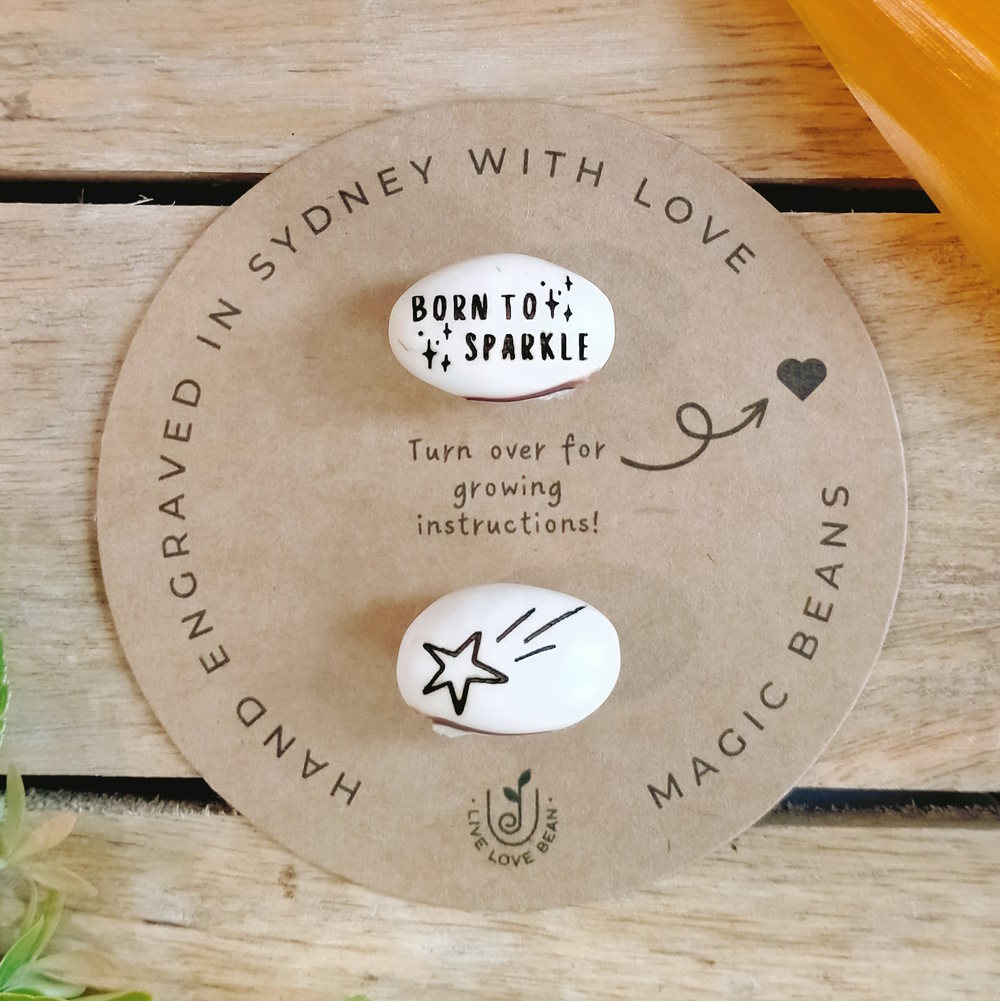 HAND ENGRAVED IN SYDNEY WITH LOVE
BORN TO
SPARKLE
Turn over for
growing
instructions!
MAGIC BEANS
LIVE LOVE BEAN